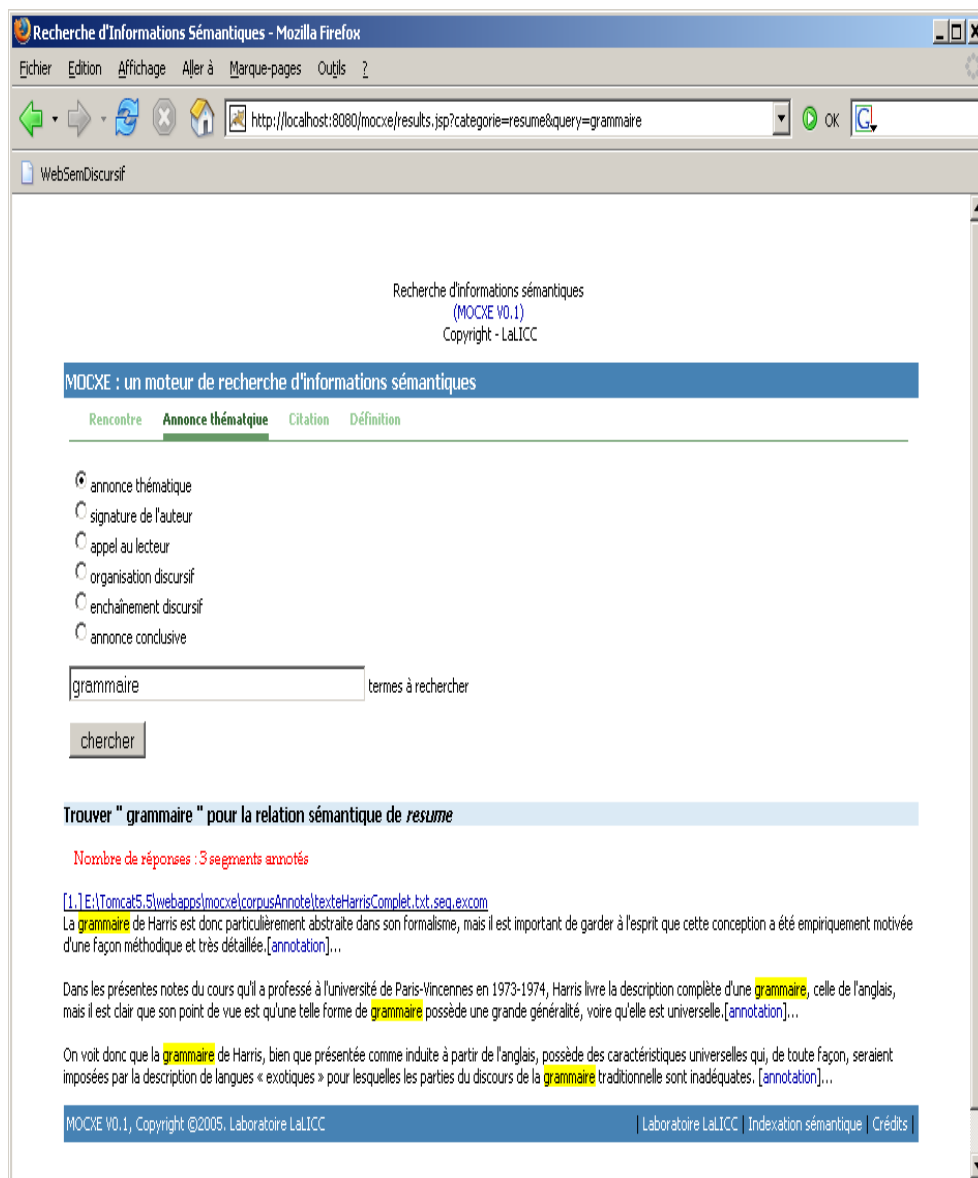 Recherche d'Informations Sémantiques - Mozilla Firefox
Fichier Edition Affichage Aller à Marque-pages Outils ?
http://localhost:8080/mocxe/results.jsp?categorie=resume&query=grammaire OK G
WebSemDiscursif
Recherche d'informations sémantiques
(MOCXE V0.1)
Copyright - LaLICC
MOCXE : un moteur de recherche d'informations sémantiques
Rencontre Annonce thématqiue Citation Définition
annonce thématique
signature de l'auteur
appel au lecteur
organisation discursif
enchaînement discursif
annonce conclusive
grammaire termes à rechercher
chercher
Trouver " grammaire " pour la relation sémantique de resume
Nombre de réponses : 3 segments annotés
[1.] E:\Tomcat5.5\webapps\mocxe\corpusAnnote\texteHarrisComplet.txt.seg.excom
La grammaire de Harris est donc particulièrement abstraite dans son formalisme, mais il est important de garder à l'esprit que cette conception a été empiriquement motivée
d'une façon méthodique et très détaillée.[annotation]...
Dans les présentes notes du cours qu'il a professé à l'université de Paris-Vincennes en 1973-1974, Harris livre la description complète d'une grammaire, celle de l'anglais,
mais il est clair que son point de vue est qu'une telle forme de grammaire possède une grande généralité, voire qu'elle est universelle.[annotation]...
On voit donc que la grammaire de Harris, bien que présentée comme induite à partir de l'anglais, possède des caractéristiques universelles qui, de toute façon, seraient
imposées par la description de langues « exotiques » pour lesquelles les parties du discours de la grammaire traditionnelle sont inadéquates. [annotation]...
MOCXE V0.1, Copyright ©2005. Laboratoire LaLICC | Laboratoire LaLICC | Indexation sémantique | Crédits |